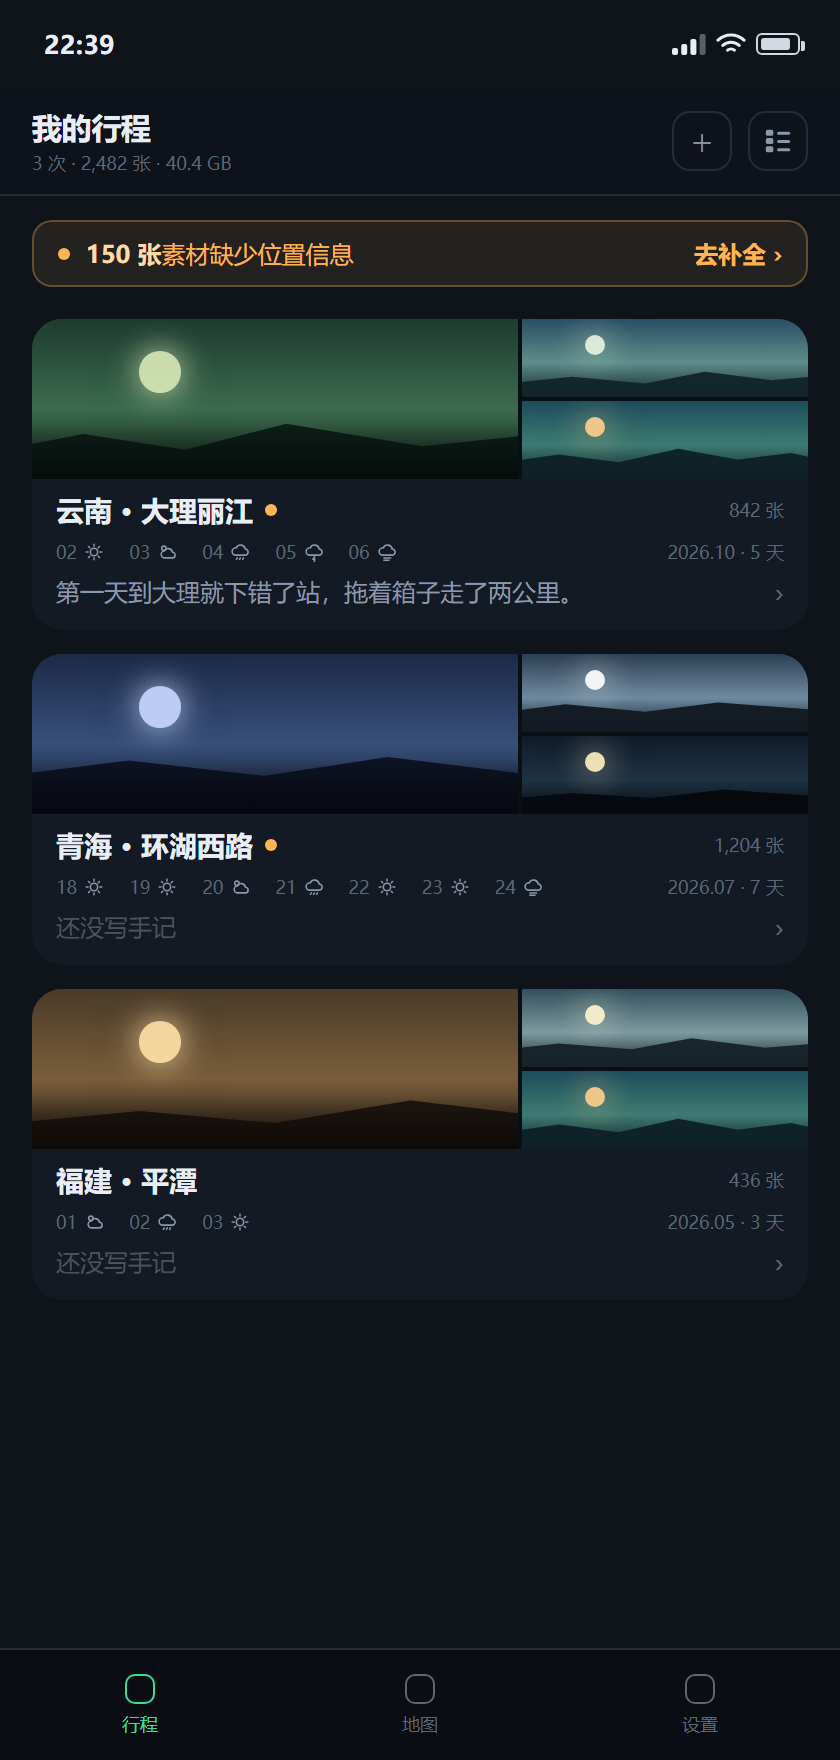 22:39
我的行程
3 次 · 2,482 张 · 40.4 GB
150 张素材缺少位置信息
去补全 ›
云南 • 大理丽江
842 张
02 03 04 05 06
2026.10 · 5 天
第一天到大理就下错了站，拖着箱子走了两公里。
青海 • 环湖西路
1,204 张
18 19 20 21 22 23 24
2026.07 · 7 天
还没写手记
福建 • 平潭
436 张
01 02 03
2026.05 · 3 天
还没写手记
行程
地图
设置